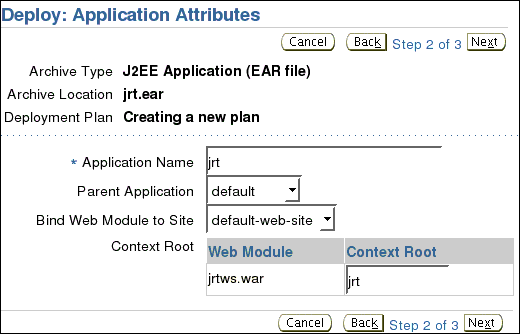 Deploy: Application Attributes
Cancel Back Step 2 of 3 Next
Archive Type J2EE Application (EAR file)
Archive Location jrt.ear
Deployment Plan Creating a new plan
* Application Name jrt
Parent Application default
Bind Web Module to Site default-web-site
Context Root Web Module Context Root
jrtws.war jrt
Cancel Back Step 2 of 3 Next